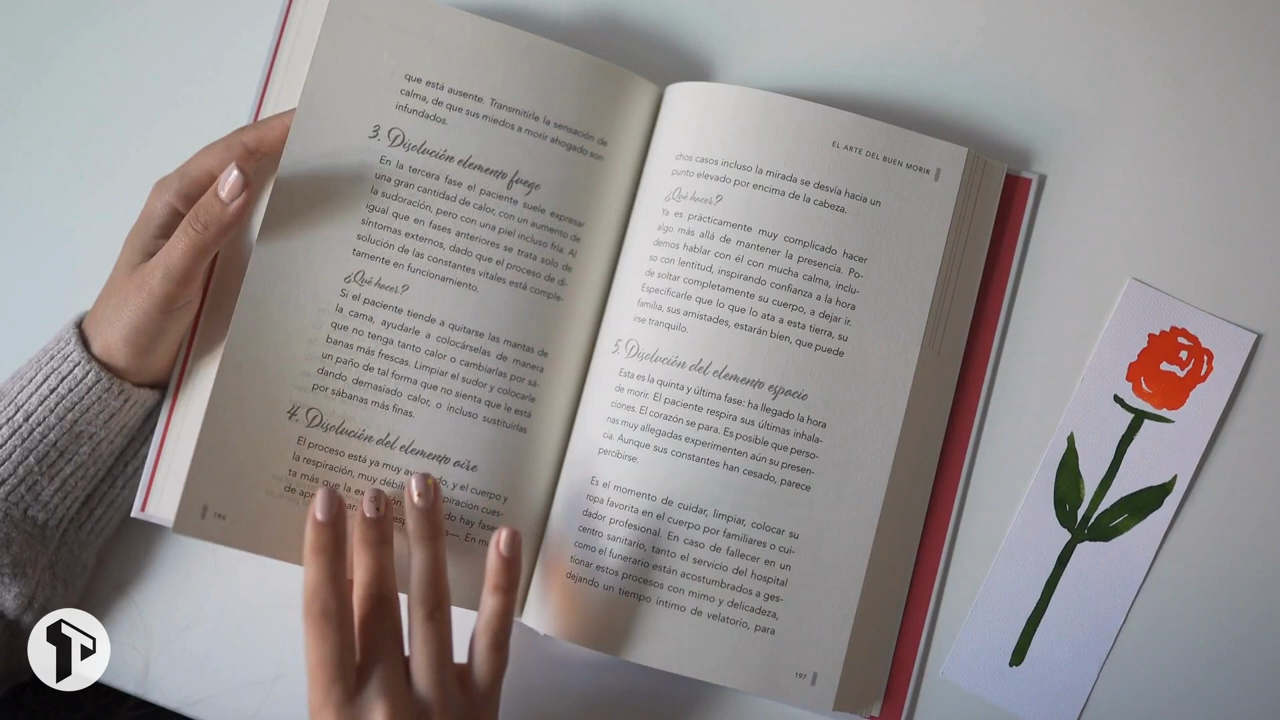 que está ausente. Transmitirle la sensación de
calma, de que sus miedos a morir ahogado son
infundados.
3. Disolución elemento fuego
En la tercera fase el paciente suele expresar
una gran cantidad de calor, con un aumento de
la sudoración, pero con una piel incluso fría. Al
igual que en fases anteriores se trata solo de
síntomas externos, dado que el proceso de di-
solución de las constantes vitales está comple-
tamente en funcionamiento.
¿Qué hacer?
Si el paciente tiende a quitarse las mantas de
la cama, ayudarle a colocárselas de manera
que no tenga tanto calor o cambiarlas por sá-
banas más frescas. Limpiar el sudor y colocarle
un paño de tal forma que no sienta que le está
dando demasiado calor, o incluso sustituirlas
por sábanas más finas.
4. Disolución del elemento aire
El proceso está ya muy y el cuerpo y
la respiración, muy débil cues-
ta más que la
de do hay fases
En
196
EL ARTE DEL BUEN MORIR
chos casos incluso la mirada se desvía hacia un
punto elevado por encima de la cabeza.
¿Qué hacer?
Ya es prácticamente muy complicado hacer
algo más allá de mantener la presencia. Po-
demos hablar con él con mucha calma, inclu-
so con lentitud, inspirando confianza a la hora
de soltar completamente su cuerpo, a dejar ir.
Especificarle que lo que lo ata a esta tierra, su
familia, sus amistades, estarán bien, que puede
irse tranquilo.
5. Disolución del elemento espacio
Esta es la quinta y última fase: ha llegado la hora
de morir. El paciente respira sus últimas inhala-
ciones. El corazón se para. Es posible que perso-
nas muy allegadas experimenten aún su presen-
cia. Aunque sus constantes han cesado, parece
percibirse.
Es el momento de cuidar, limpiar, colocar su
ropa favorita en el cuerpo por familiares o cui-
dador profesional. En caso de fallecer en un
centro sanitario, tanto el servicio del hospital
como el funerario están acostumbrados a ges-
tionar estos procesos con mimo y delicadeza,
dejando un tiempo íntimo de velatorio, para
197